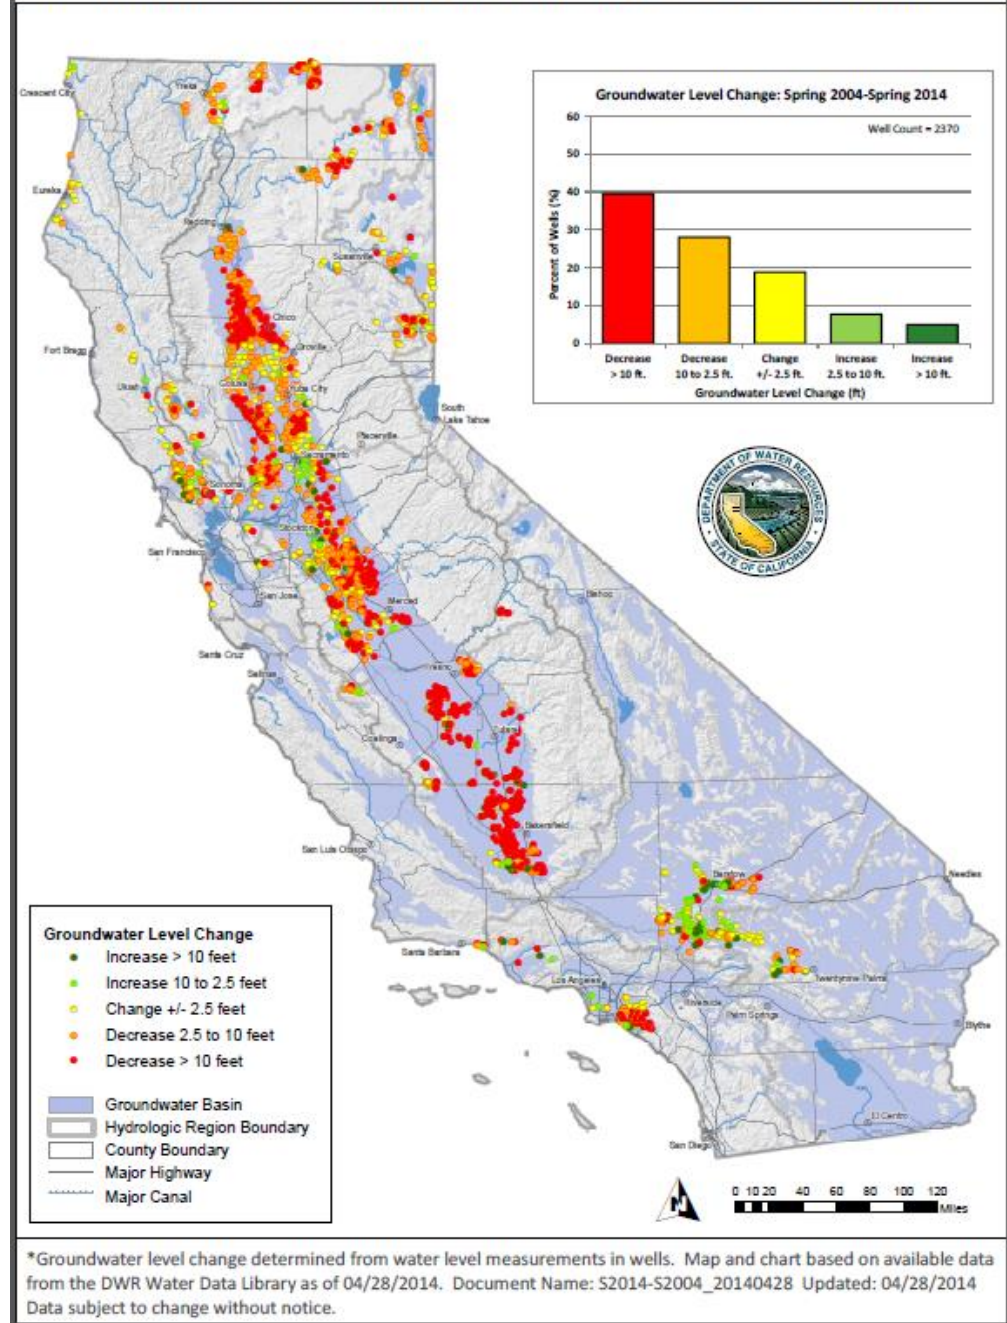 Groundwater Level Change: Spring 2004-Spring 2014
Well Count = 2370
60
50
40
30
20
10
0
Percent of Wells (%)
Decrease > 10 ft.
Decrease 10 to 2.5 ft.
Change +/- 2.5 ft.
Increase 2.5 to 10 ft.
Increase > 10 ft.
Groundwater Level Change (ft)
DEPARTMENT OF WATER RESOURCES
STATE OF CALIFORNIA
Crescent City
Yreka
Eureka
Redding
Susanville
Chico
Fort Bragg
Oroville
Ukiah
Colusa
Yuba City
South Lake Tahoe
Placerville
Sacramento
Sonoma
Stockton
San Francisco
San Jose
Merced
Bishop
Santa Cruz
Salinas
Fresno
Coalinga
Tulare
San Luis Obispo
Bakersfield
Barstow
Needles
Santa Barbara
Los Angeles
Twentynine Palms
Riverside
Palm Springs
Blythe
El Centro
San Diego
Groundwater Level Change
Increase > 10 feet
Increase 10 to 2.5 feet
Change +/- 2.5 feet
Decrease 2.5 to 10 feet
Decrease > 10 feet
Groundwater Basin
Hydrologic Region Boundary
County Boundary
Major Highway
Major Canal
N
0 10 20 40 60 80 100 120
Miles
*Groundwater level change determined from water level measurements in wells. Map and chart based on available data
from the DWR Water Data Library as of 04/28/2014. Document Name: S2014-S2004_20140428 Updated: 04/28/2014
Data subject to change without notice.